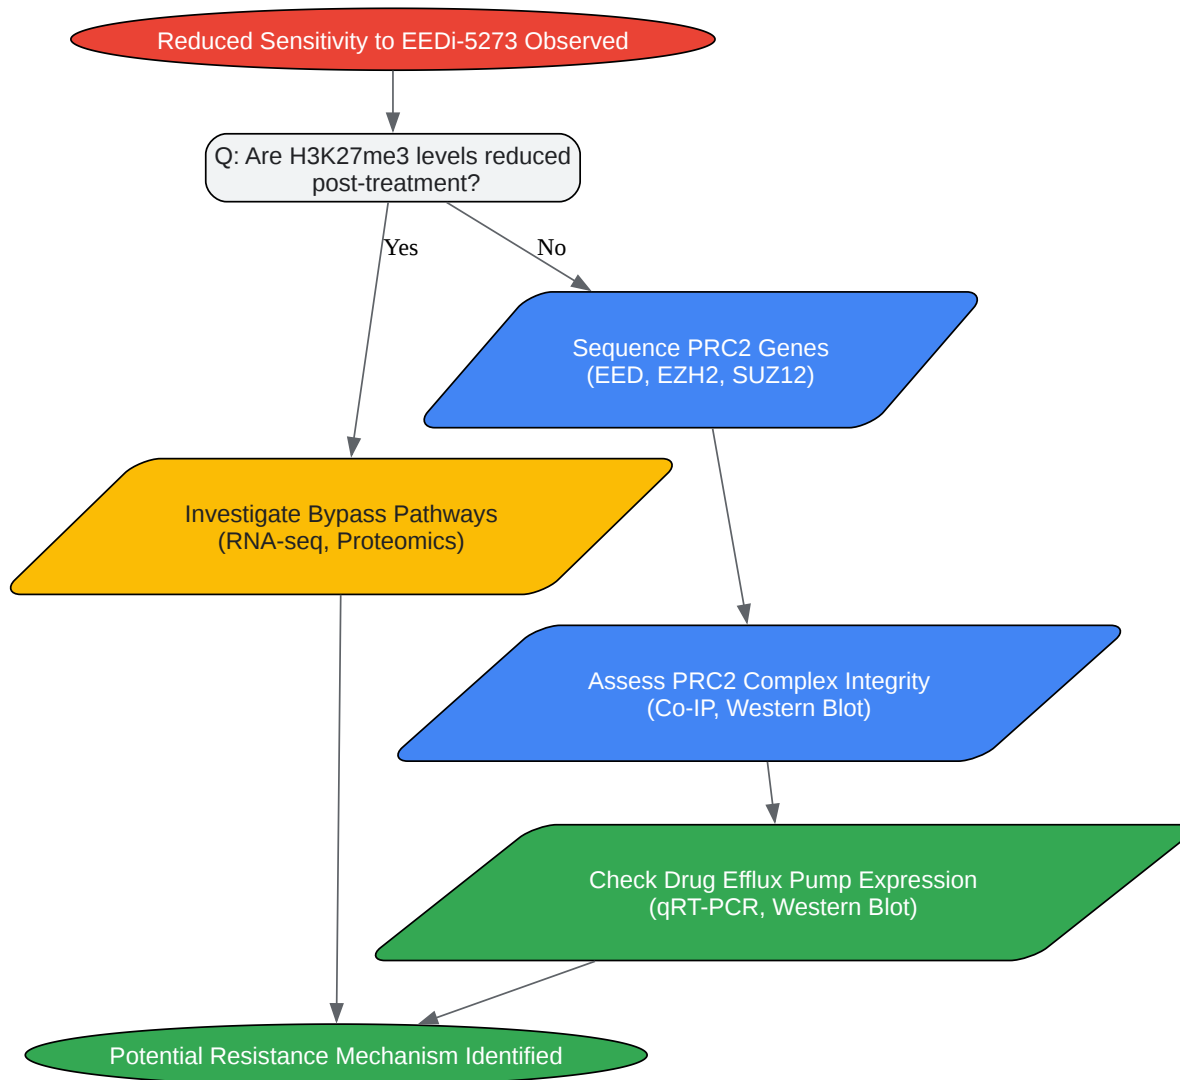 Reduced Sensitivity to EEDi-5273 Observed
Q: Are H3K27me3 levels reduced
post-treatment?
Yes
No
Sequence PRC2 Genes
(EED, EZH2, SUZ12)
Investigate Bypass Pathways
(RNA-seq, Proteomics)
Assess PRC2 Complex Integrity
(Co-IP, Western Blot)
Check Drug Efflux Pump Expression
(qRT-PCR, Western Blot)
Potential Resistance Mechanism Identified